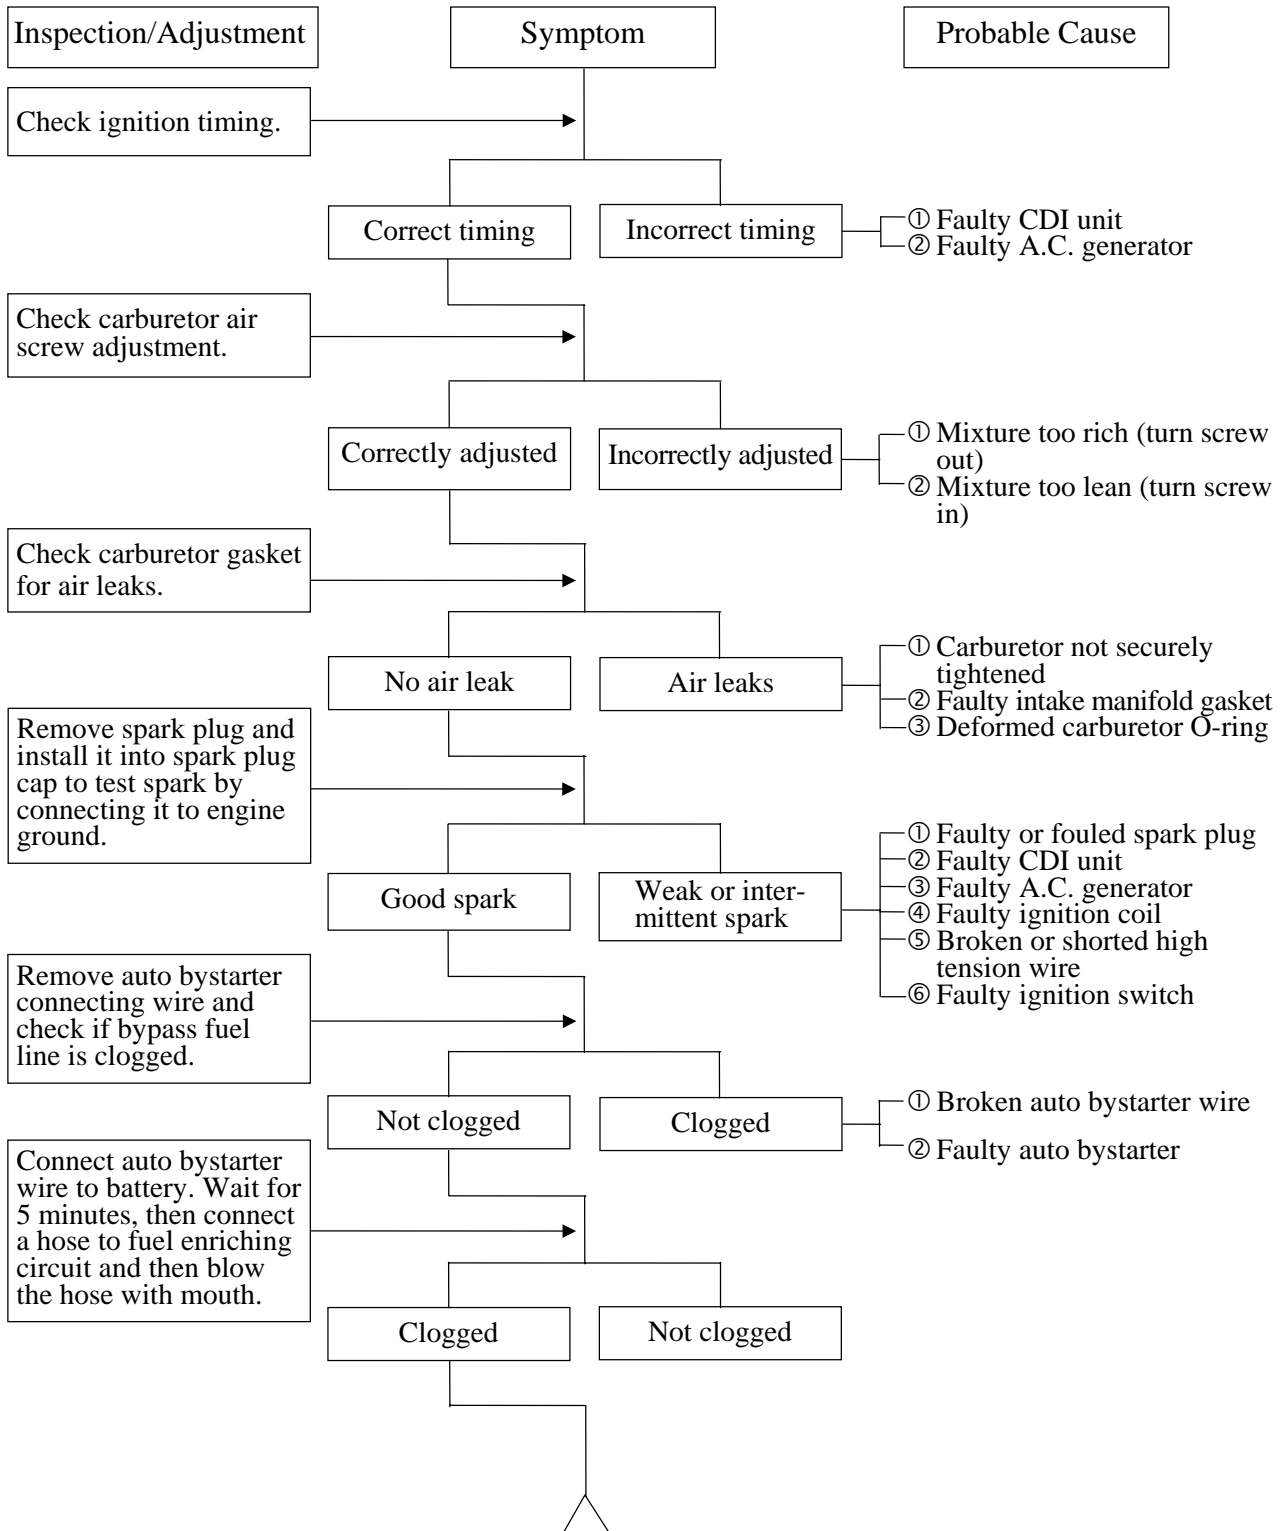 Inspection/Adjustment
Symptom
Probable Cause
Check ignition timing.
Correct timing
Incorrect timing
① Faulty CDI unit
② Faulty A.C. generator
Check carburetor air
screw adjustment.
Correctly adjusted
Incorrectly adjusted
① Mixture too rich (turn screw
out)
② Mixture too lean (turn screw
in)
Check carburetor gasket
for air leaks.
No air leak
Air leaks
① Carburetor not securely
tightened
② Faulty intake manifold gasket
③ Deformed carburetor O-ring
Remove spark plug and
install it into spark plug
cap to test spark by
connecting it to engine
ground.
Good spark
Weak or inter-
mittent spark
① Faulty or fouled spark plug
② Faulty CDI unit
③ Faulty A.C. generator
④ Faulty ignition coil
⑤ Broken or shorted high
tension wire
⑥ Faulty ignition switch
Remove auto bystarter
connecting wire and
check if bypass fuel
line is clogged.
Not clogged
Clogged
① Broken auto bystarter wire
② Faulty auto bystarter
Connect auto bystarter
wire to battery. Wait for
5 minutes, then connect
a hose to fuel enriching
circuit and then blow
the hose with mouth.
Clogged
Not clogged